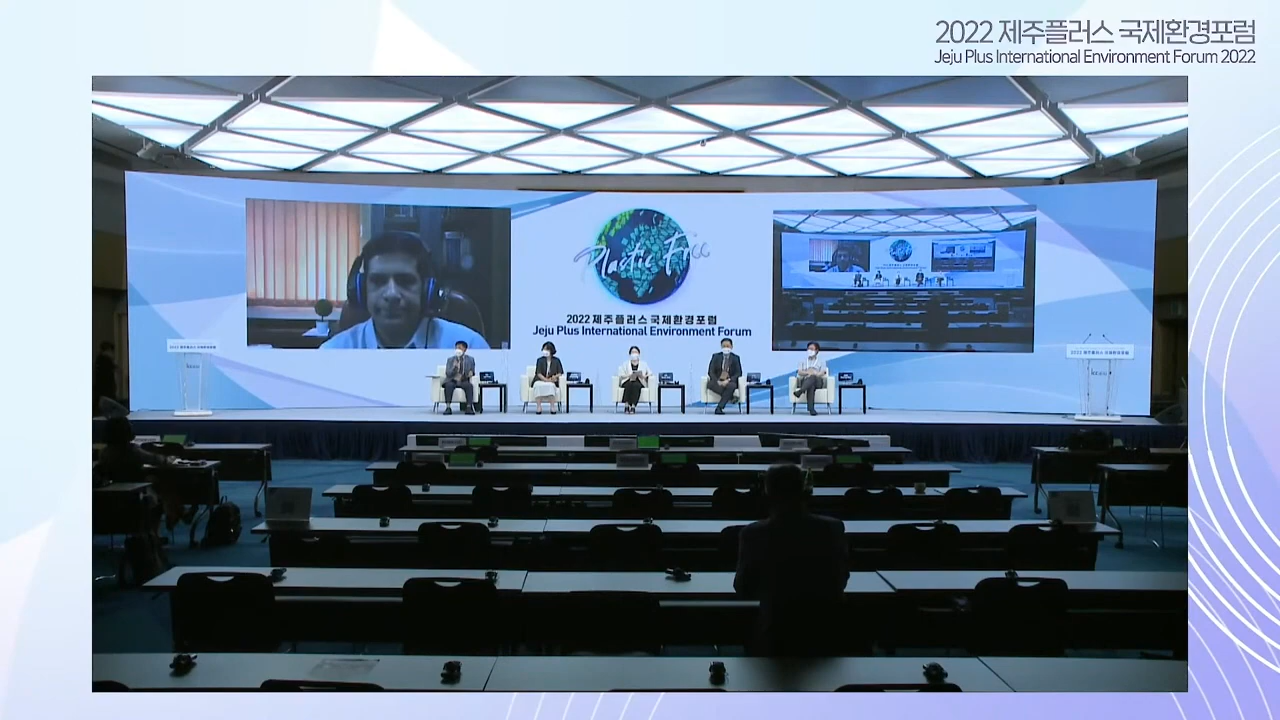 2022 제주플러스 국제환경포럼
Jeju Plus International Environment Forum 2022
Plastic Free
2022 제주플러스 국제환경포럼
Jeju Plus International Environment Forum